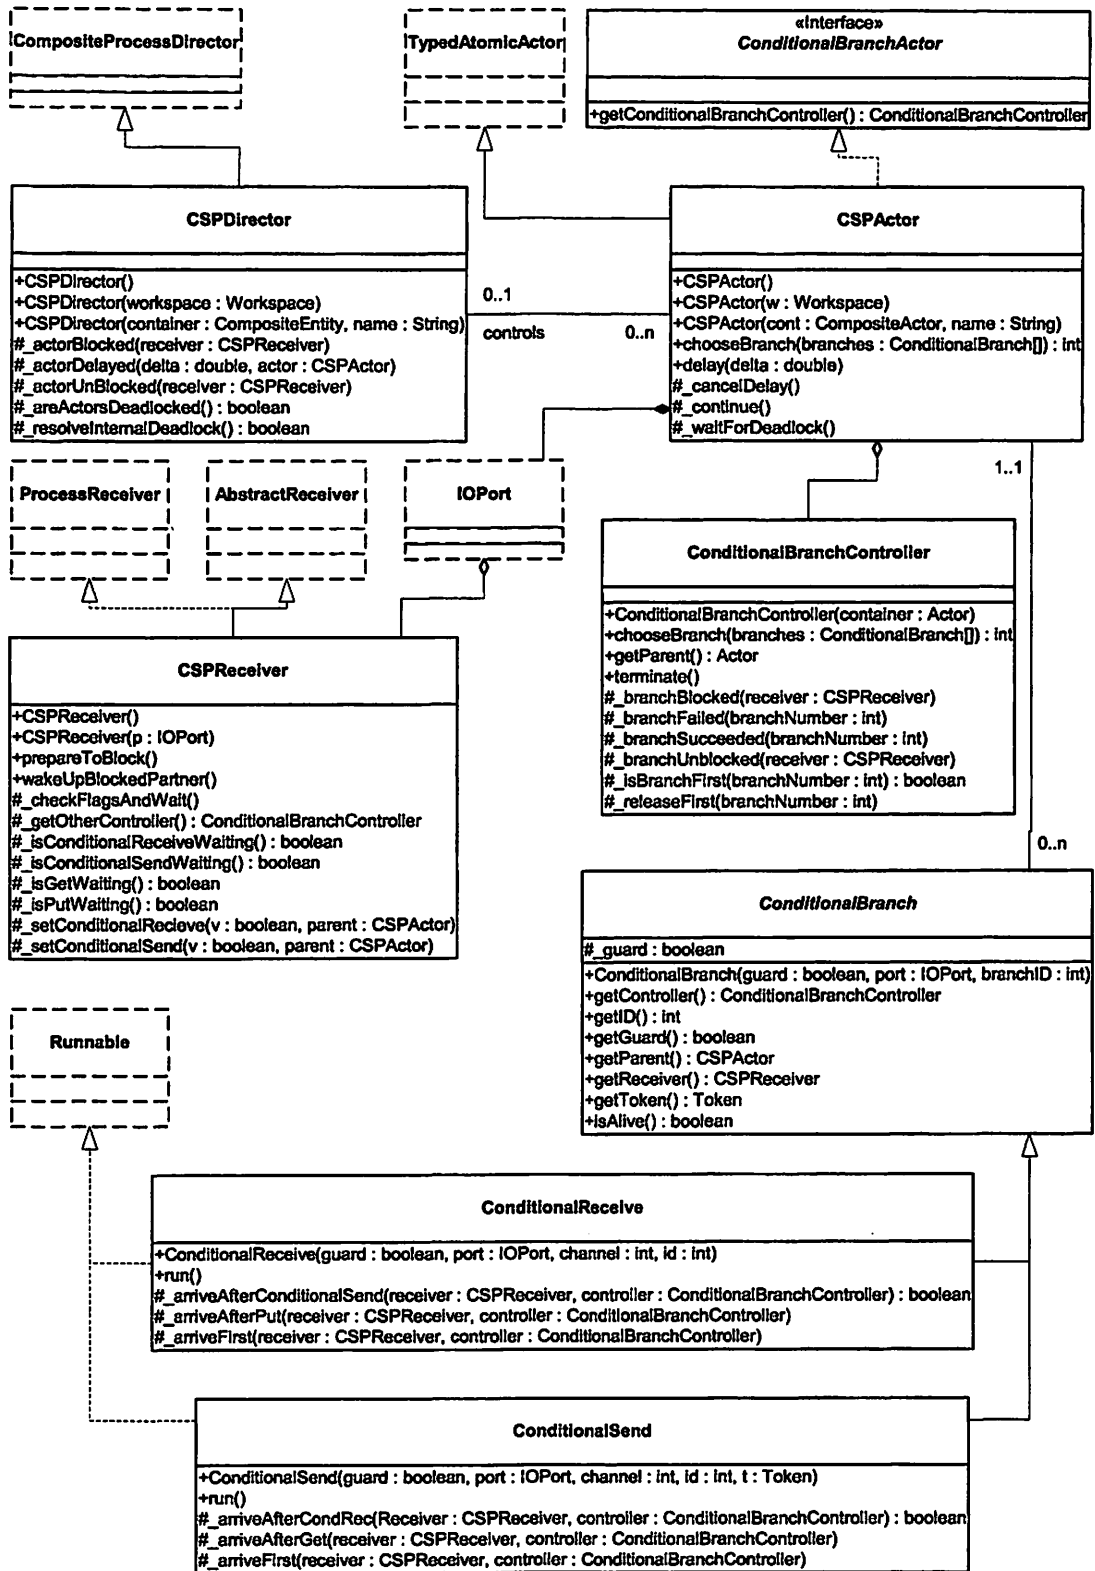 CompositeProcessDirector
TypedAtomicActor
«Interface»
ConditionalBranchActor
+getConditionalBranchController() : ConditionalBranchController
CSPDirector
+CSPDirector()
+CSPDirector(workspace : Workspace)
+CSPDirector(container : CompositeEntity, name : String)
#_actorBlocked(receiver : CSPReceiver)
#_actorDelayed(delta : double, actor : CSPActor)
#_actorUnBlocked(receiver : CSPReceiver)
#_areActorsDeadlocked() : boolean
#_resolveInternalDeadlock() : boolean
0..1
controls
0..n
CSPActor
+CSPActor()
+CSPActor(w : Workspace)
+CSPActor(cont : CompositeActor, name : String)
+chooseBranch(branches : ConditionalBranch[]) : int
+delay(delta : double)
#_cancelDelay()
#_continue()
#_waitForDeadlock()
1..1
ProcessReceiver
AbstractReceiver
IOPort
ConditionalBranchController
+ConditionalBranchController(container : Actor)
+chooseBranch(branches : ConditionalBranch[]) : int
+getParent() : Actor
+terminate()
#_branchBlocked(receiver : CSPReceiver)
#_branchFailed(branchNumber : int)
#_branchSucceeded(branchNumber : int)
#_branchUnblocked(receiver : CSPReceiver)
#_isBranchFirst(branchNumber : int) : boolean
#_releaseFirst(branchNumber : int)
CSPReceiver
+CSPReceiver()
+CSPReceiver(p : IOPort)
+prepareToBlock()
+wakeUpBlockedPartner()
#_checkFlagsAndWait()
#_getOtherController() : ConditionalBranchController
#_isConditionalReceiveWaiting() : boolean
#_isConditionalSendWaiting() : boolean
#_isGetWaiting() : boolean
#_isPutWaiting() : boolean
#_setConditionalRecieve(v : boolean, parent : CSPActor)
#_setConditionalSend(v : boolean, parent : CSPActor)
0..n
ConditionalBranch
#_guard : boolean
+ConditionalBranch(guard : boolean, port : IOPort, branchID : int)
+getController() : ConditionalBranchController
+getID() : int
+getGuard() : boolean
+getParent() : CSPActor
+getReceiver() : CSPReceiver
+getToken() : Token
+isAlive() : boolean
Runnable
ConditionalReceive
+ConditionalReceive(guard : boolean, port : IOPort, channel : int, id : int)
+run()
#_arriveAfterConditionalSend(receiver : CSPReceiver, controller : ConditionalBranchController) : boolean
#_arriveAfterPut(receiver : CSPReceiver, controller : ConditionalBranchController)
#_arriveFirst(receiver : CSPReceiver, controller : ConditionalBranchController)
ConditionalSend
+ConditionalSend(guard : boolean, port : IOPort, channel : int, id : int, t : Token)
+run()
#_arriveAfterCondRec(Receiver : CSPReceiver, controller : ConditionalBranchController) : boolean
#_arriveAfterGet(receiver : CSPReceiver, controller : ConditionalBranchController)
#_arriveFirst(receiver : CSPReceiver, controller : ConditionalBranchController)